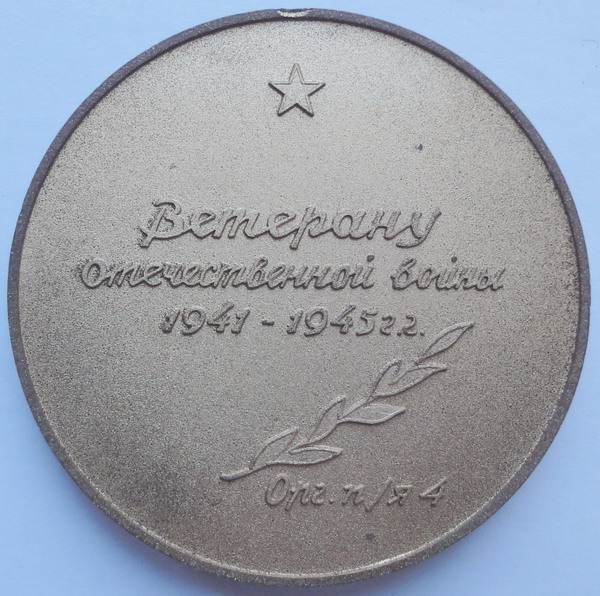 Ветерану
Отечественной войны
1941 - 1945 г.г.
Орг. п/я 4